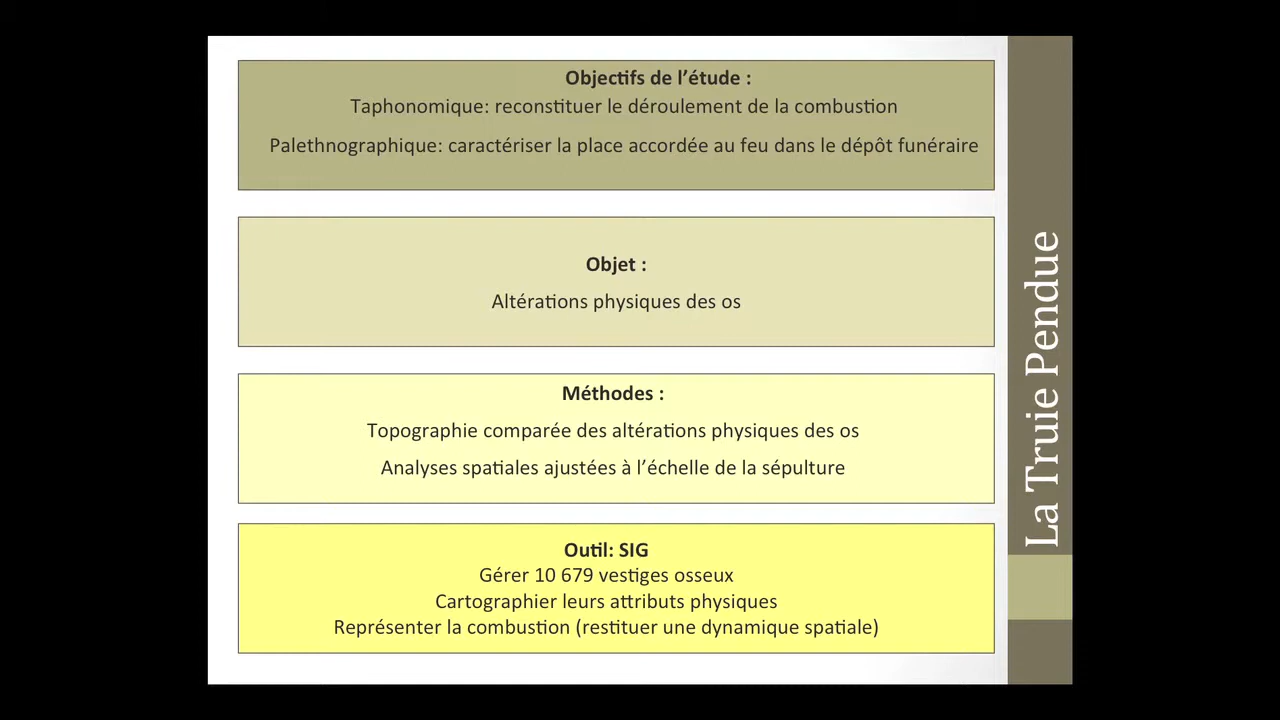 Objectifs de l’étude :
Taphonomique: reconstituer le déroulement de la combustion
Palethnographique: caractériser la place accordée au feu dans le dépôt funéraire
Objet :
Altérations physiques des os
Méthodes :
Topographie comparée des altérations physiques des os
Analyses spatiales ajustées à l’échelle de la sépulture
Outil: SIG
Gérer 10 679 vestiges osseux
Cartographier leurs attributs physiques
Représenter la combustion (restituer une dynamique spatiale)
La Truie Pendue